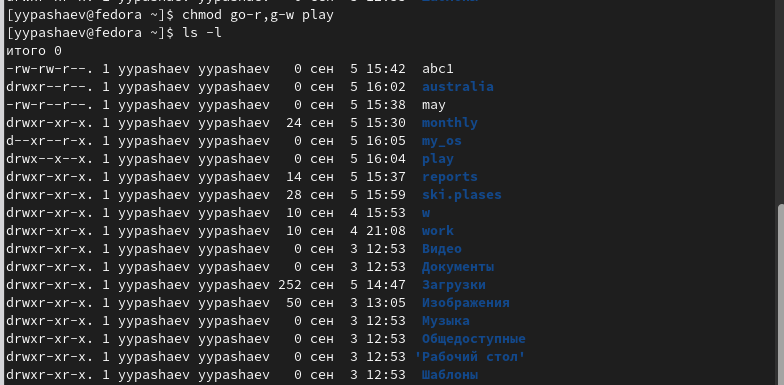 [yypashaev@fedora ~]$ chmod go-r,g-w play
[yypashaev@fedora ~]$ ls -l
итого 0
-rw-rw-r--. 1 yypashaev yypashaev   0 сен  5 15:42  abc1
drwxr--r--. 1 yypashaev yypashaev   0 сен  5 16:02  australia
-rw-r--r--. 1 yypashaev yypashaev   0 сен  5 15:38  may
drwxr-xr-x. 1 yypashaev yypashaev  24 сен  5 15:30  monthly
d--xr--r-x. 1 yypashaev yypashaev   0 сен  5 16:05  my_os
drwx--x--x. 1 yypashaev yypashaev   0 сен  5 16:04  play
drwxr-xr-x. 1 yypashaev yypashaev  14 сен  5 15:37  reports
drwxr-xr-x. 1 yypashaev yypashaev  28 сен  5 15:59  ski.plases
drwxr-xr-x. 1 yypashaev yypashaev  10 сен  4 15:53  w
drwxr-xr-x. 1 yypashaev yypashaev  10 сен  4 21:08  work
drwxr-xr-x. 1 yypashaev yypashaev   0 сен  3 12:53  Видео
drwxr-xr-x. 1 yypashaev yypashaev   0 сен  3 12:53  Документы
drwxr-xr-x. 1 yypashaev yypashaev 252 сен  5 14:47  Загрузки
drwxr-xr-x. 1 yypashaev yypashaev  50 сен  3 13:05  Изображения
drwxr-xr-x. 1 yypashaev yypashaev   0 сен  3 12:53  Музыка
drwxr-xr-x. 1 yypashaev yypashaev   0 сен  3 12:53  Общедоступные
drwxr-xr-x. 1 yypashaev yypashaev   0 сен  3 12:53 'Рабочий стол'
drwxr-xr-x. 1 yypashaev yypashaev   0 сен  3 12:53  Шаблоны